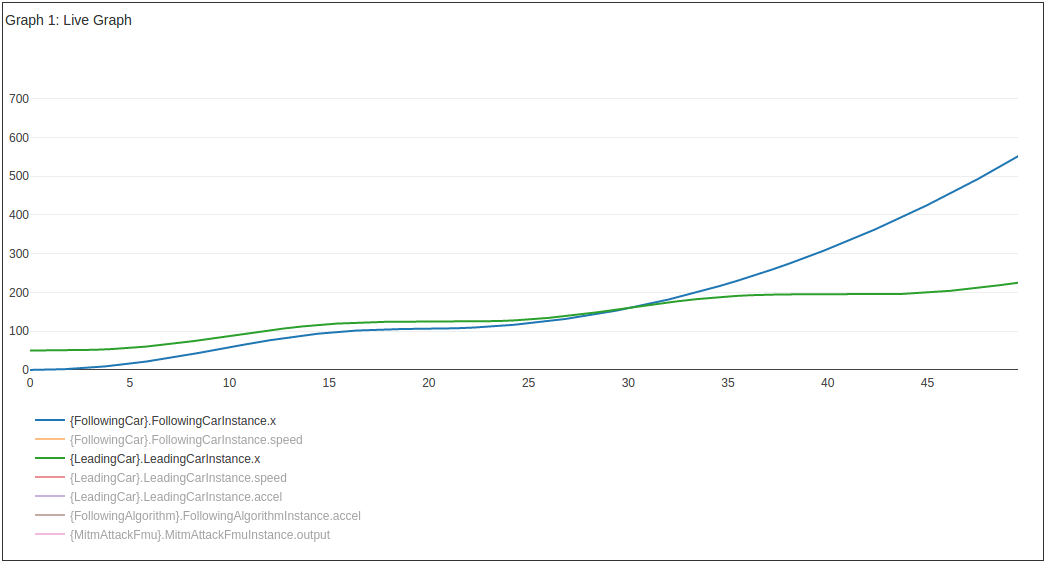 Graph 1: Live Graph
700
600
500
400
300
200
100
0
0 5 10 15 20 25 30 35 40 45
{FollowingCar}.FollowingCarInstance.x
{FollowingCar}.FollowingCarInstance.speed
{LeadingCar}.LeadingCarInstance.x
{LeadingCar}.LeadingCarInstance.speed
{LeadingCar}.LeadingCarInstance.accel
{FollowingAlgorithm}.FollowingAlgorithmInstance.accel
{MitmAttackFmu}.MitmAttackFmuInstance.output